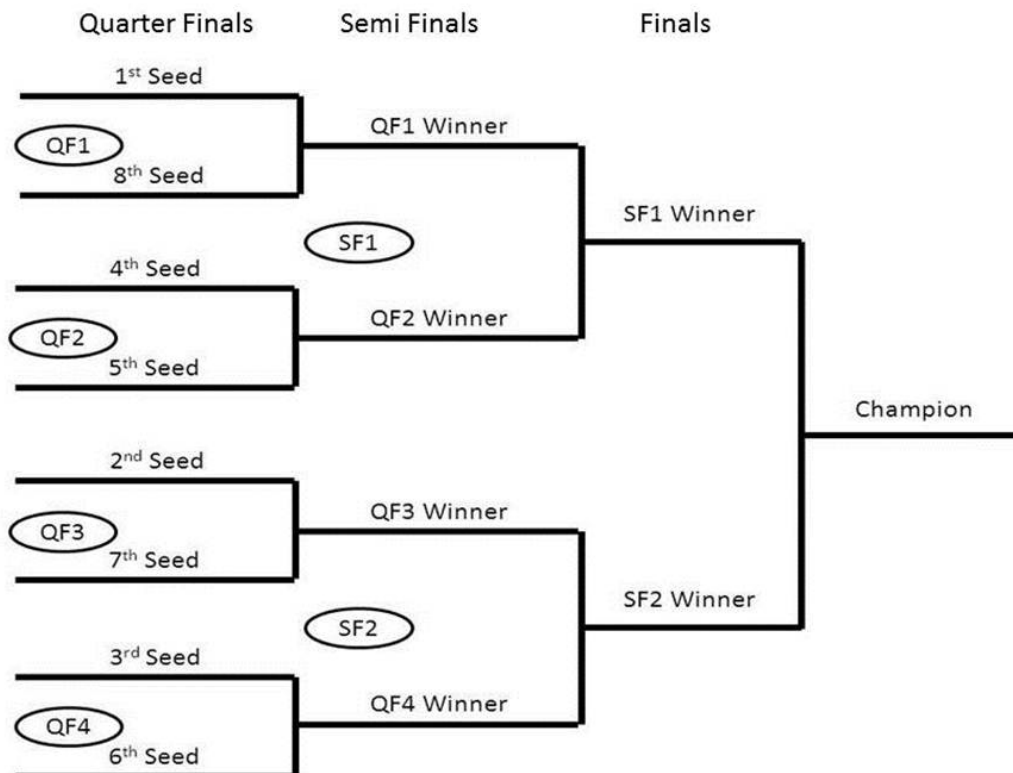 Quarter Finals Semi Finals Finals
1st Seed
QF1 Winner
QF1
8th Seed
SF1 Winner
SF1
4th Seed
QF2 Winner
QF2
5th Seed
Champion
2nd Seed
QF3 Winner
QF3
7th Seed
SF2 Winner
SF2
3rd Seed
QF4 Winner
QF4
6th Seed